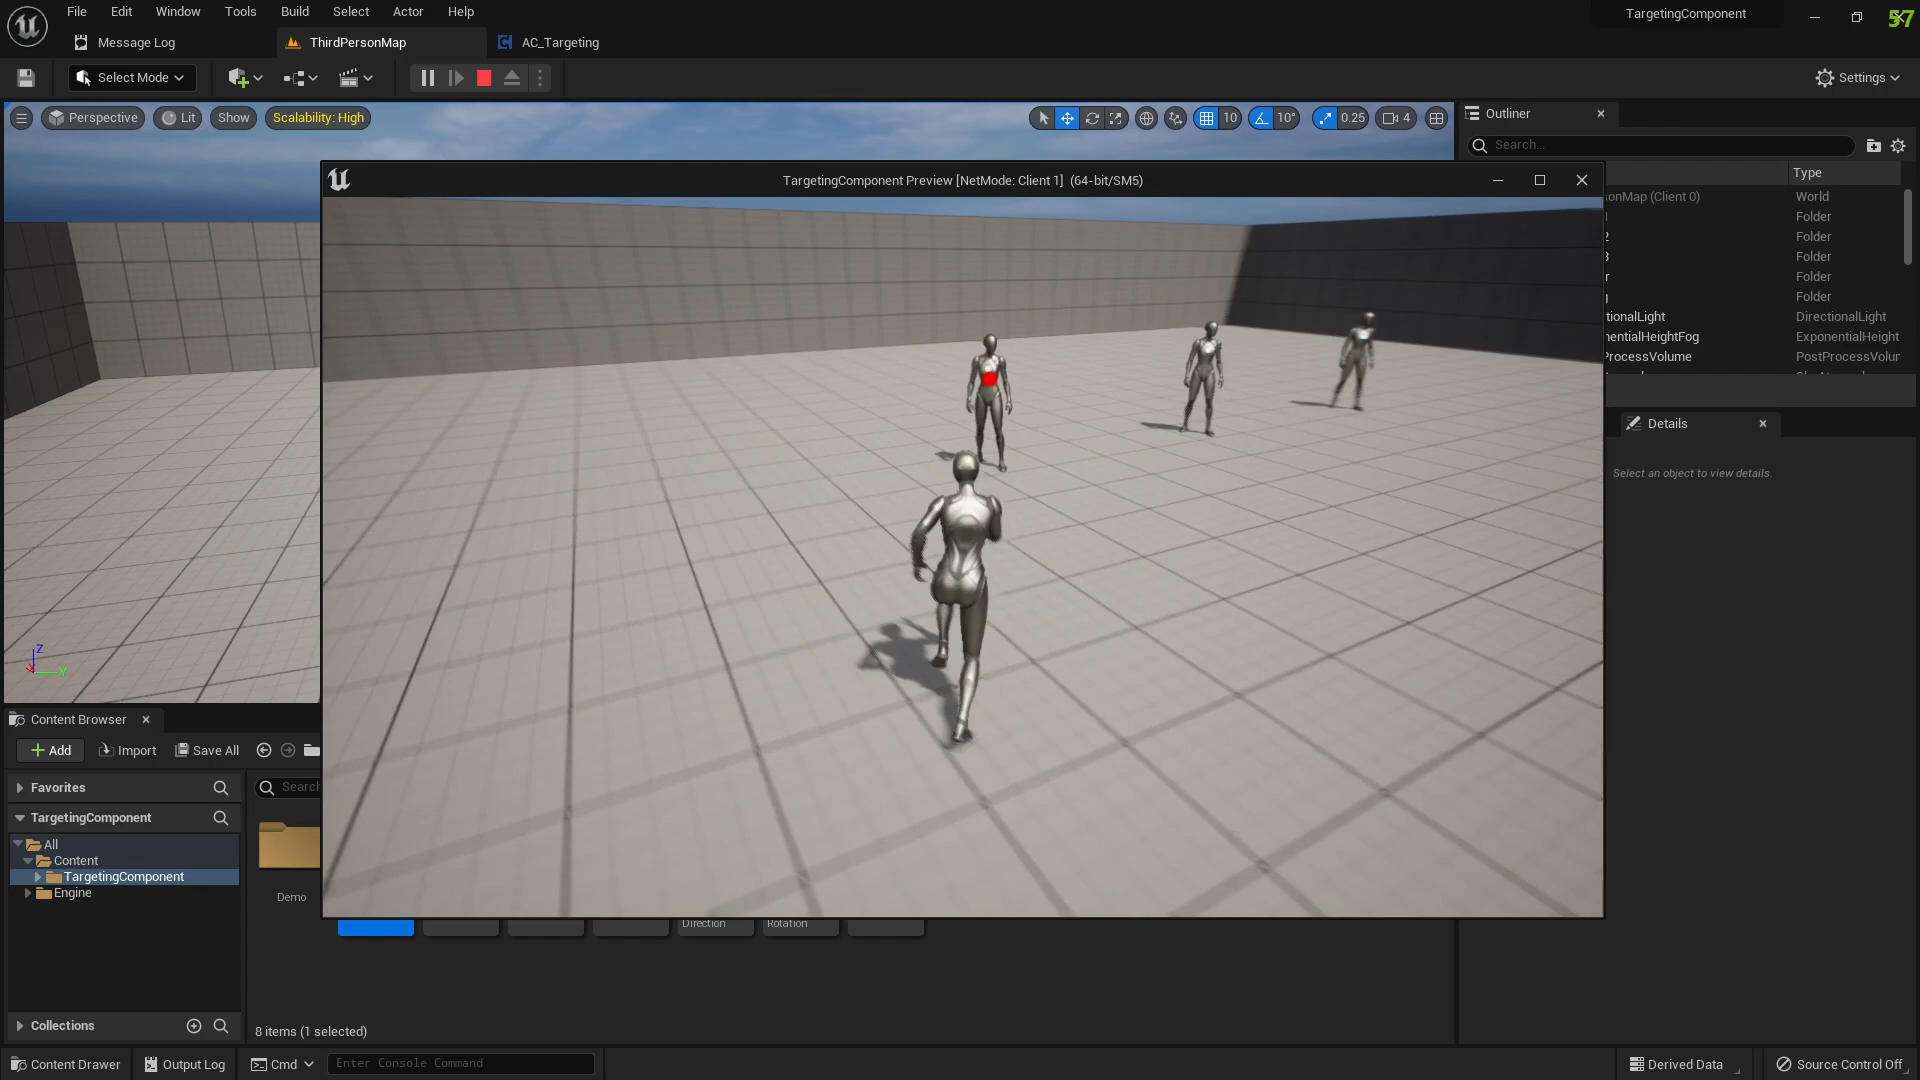 File Edit Window Tools Build Select Actor Help
TargetingComponent
57
Message Log
ThirdPersonMap
AC_Targeting
Select Mode
Settings
Perspective
Lit
Show
Scalability: High
10
10°
0.25
4
Outliner
Search...
TargetingComponent Preview [NetMode: Client 1] (64-bit/SM5)
Type
onMap (Client 0)
World
Folder
2
Folder
3
Folder
r
Folder
Folder
tionalLight
DirectionalLight
nentialHeightFog
ExponentialHeight
ProcessVolume
PostProcessVolur
Details
Select an object to view details.
Z
Y
Content Browser
Add
Import
Save All
Favorites
Search
TargetingComponent
All
Content
TargetingComponent
Engine
Demo
Direction
Rotation
Collections
8 items (1 selected)
Content Drawer
Output Log
Cmd
Enter Console Command
Derived Data
Source Control Off